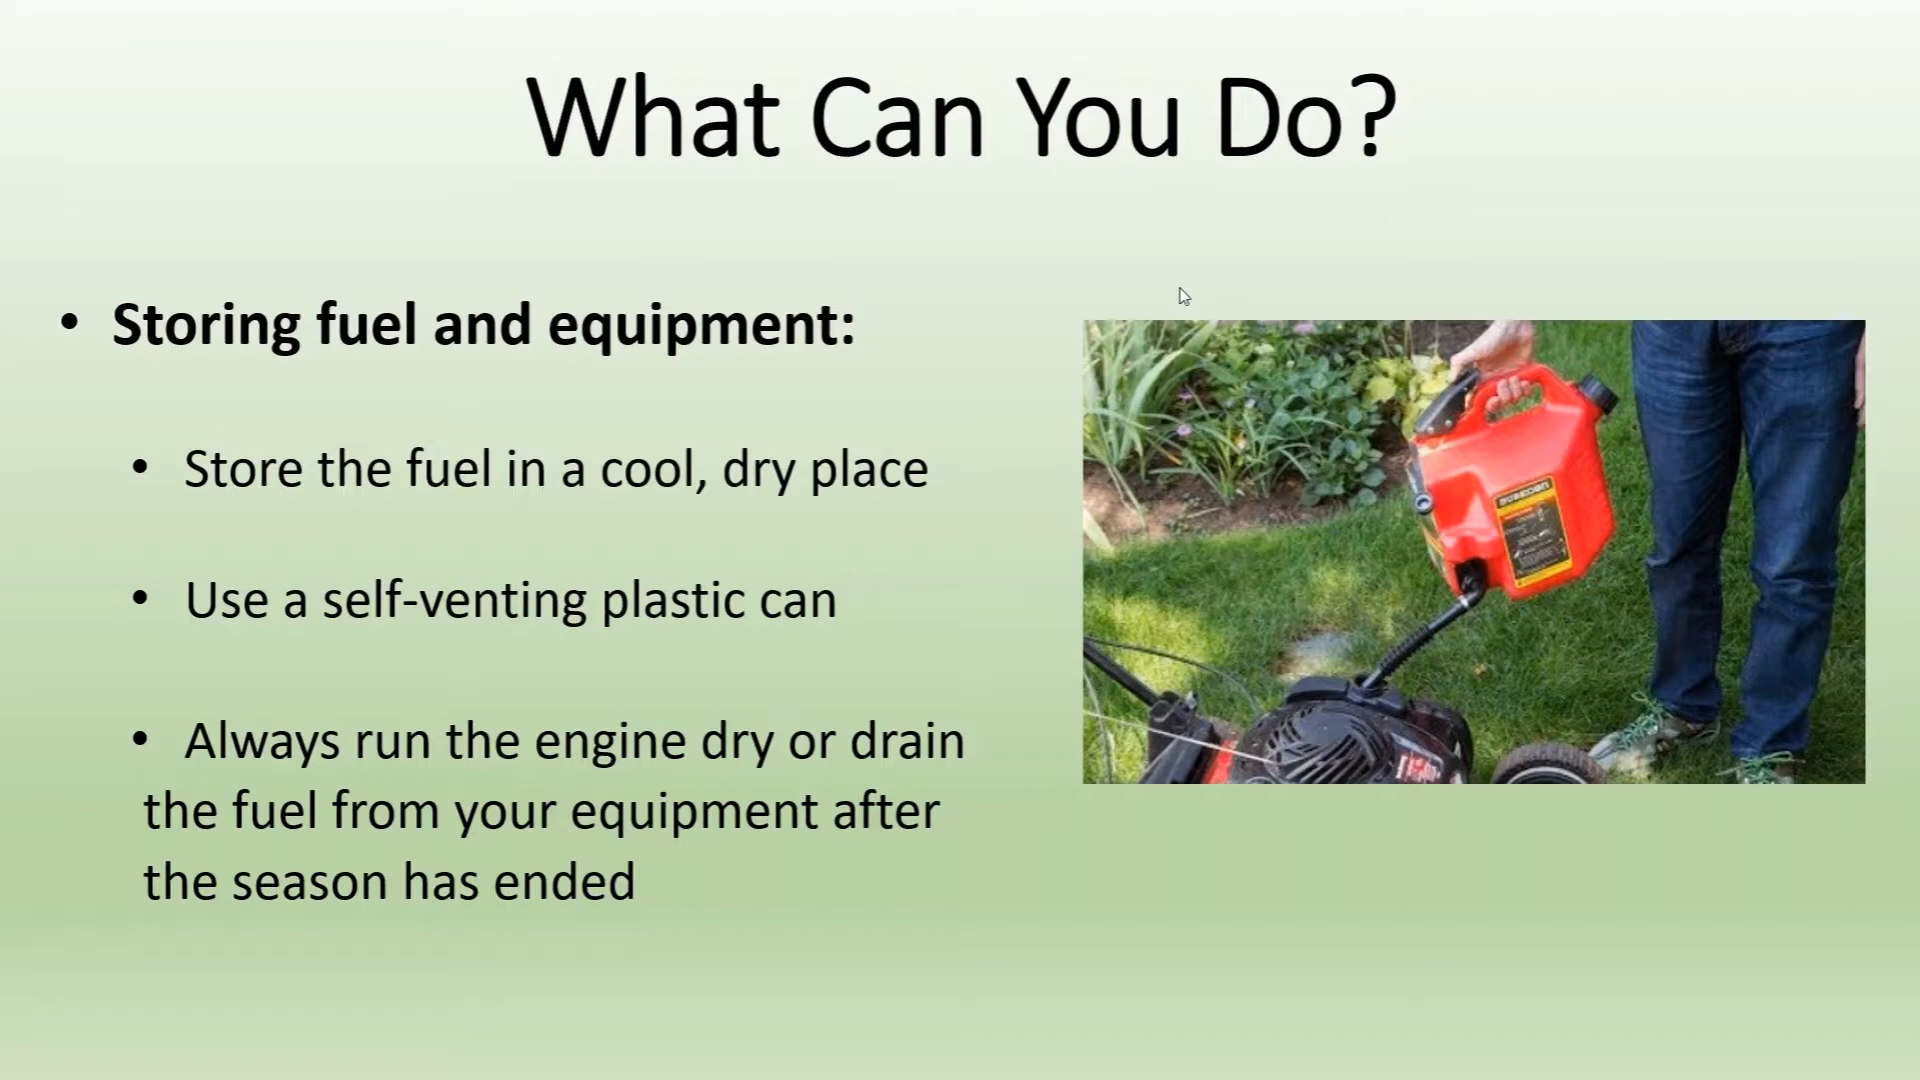 What Can You Do?
• Storing fuel and equipment:
• Store the fuel in a cool, dry place
• Use a self-venting plastic can
• Always run the engine dry or drain
the fuel from your equipment after
the season has ended